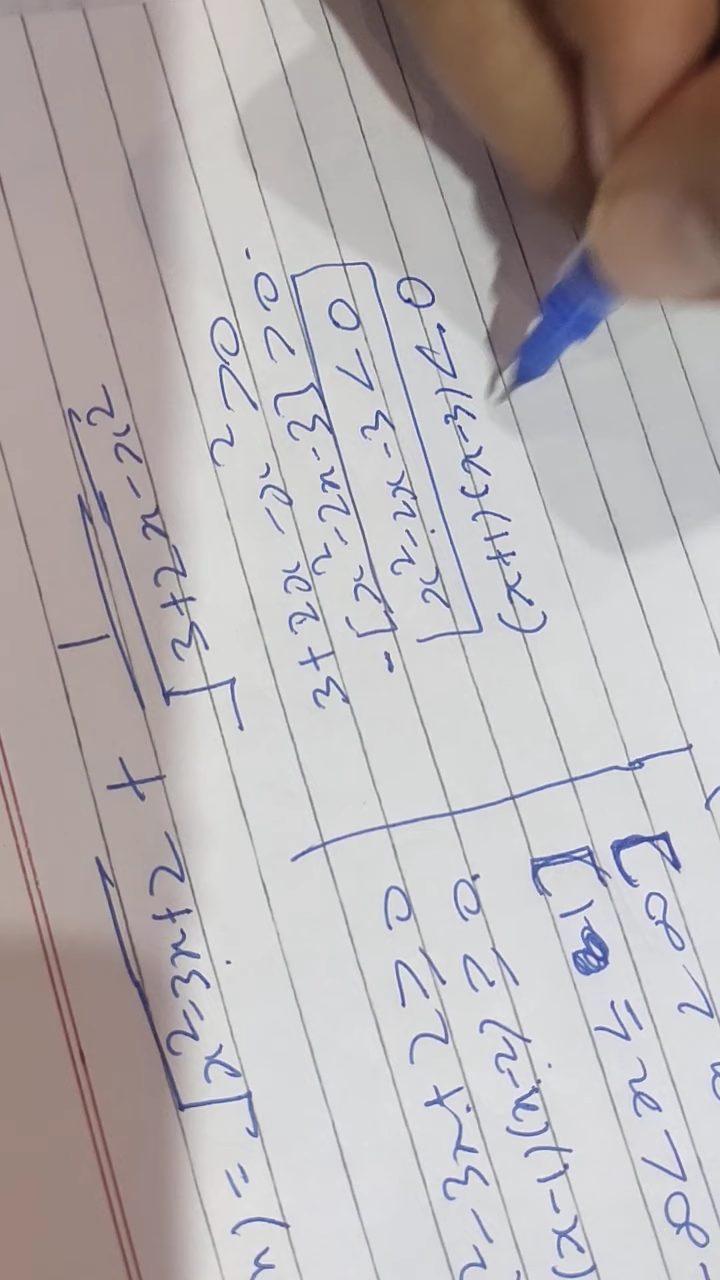 x) = √x²-3x+2 + 1/√3+2x-x²
x²-3x+2 ≥ 0
(x-1)(x-2) ≥ 0
3+2x-x² > 0
-[x²-2x-3] > 0.
x²-2x-3 < 0
(x+1)(x-3) < 0